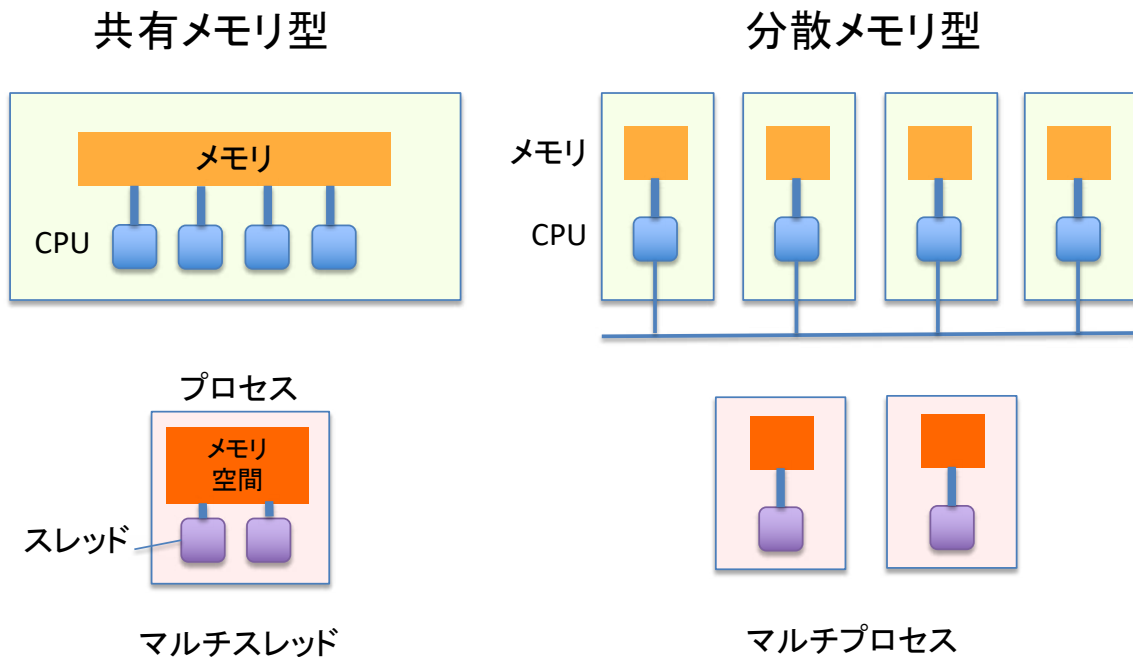 共有メモリ型
分散メモリ型
メモリ
CPU
メモリ
CPU
プロセス
メモリ
空間
スレッド
マルチスレッド
マルチプロセス